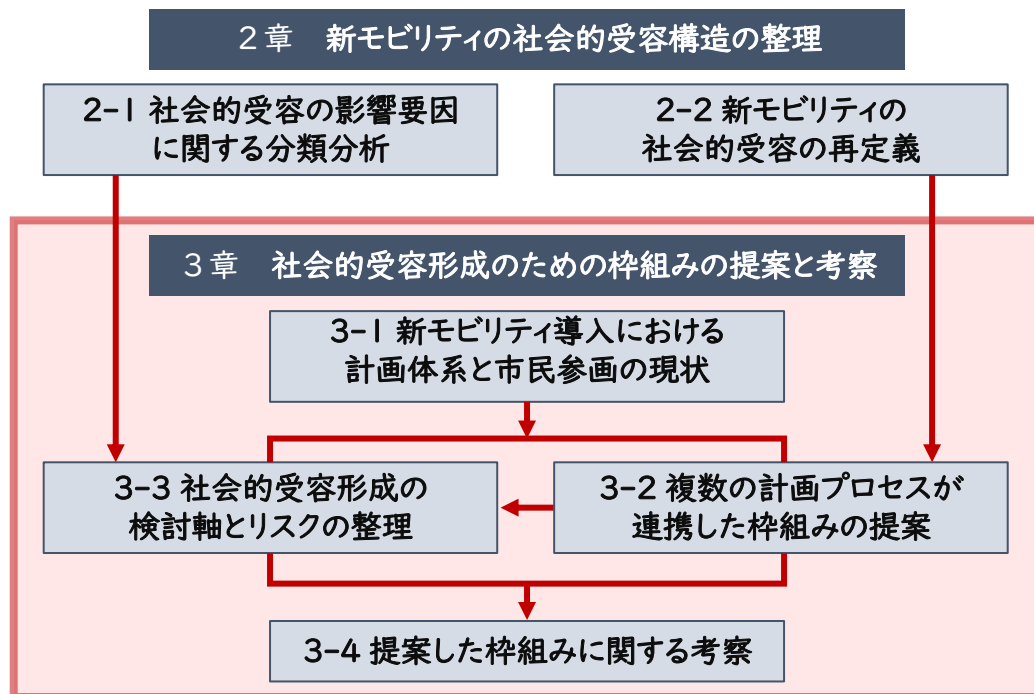 ２章　新モビリティの社会的受容構造の整理
2-1 社会的受容の影響要因
に関する分類分析
2-2 新モビリティの
社会的受容の再定義
３章　社会的受容形成のための枠組みの提案と考察
3-1 新モビリティ導入における
計画体系と市民参画の現状
3-3 社会的受容形成の
検討軸とリスクの整理
3-2 複数の計画プロセスが
連携した枠組みの提案
3-4 提案した枠組みに関する考察